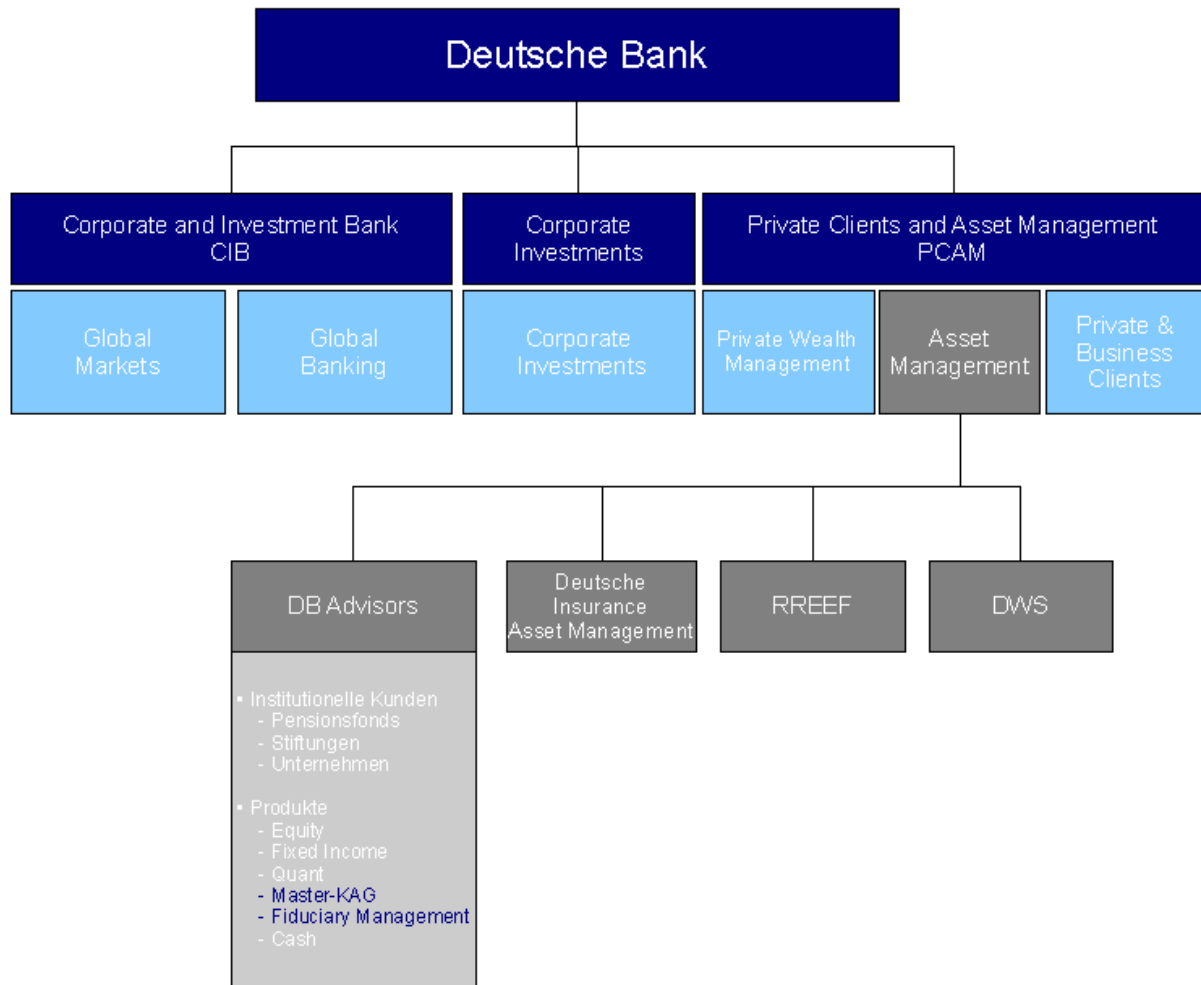 Deutsche Bank
Corporate and Investment Bank
CIB
Corporate
Investments
Private Clients and Asset Management
PCAM
Global
Markets
Global
Banking
Corporate
Investments
Private Wealth
Management
Asset
Management
Private &
Business
Clients
DB Advisors
Deutsche
Insurance
Asset Management
RREEF
DWS
▪ Institutionelle Kunden
- Pensionsfonds
- Stiftungen
- Unternehmen
▪ Produkte
- Equity
- Fixed Income
- Quant
- Master-KAG
- Fiduciary Management
- Cash